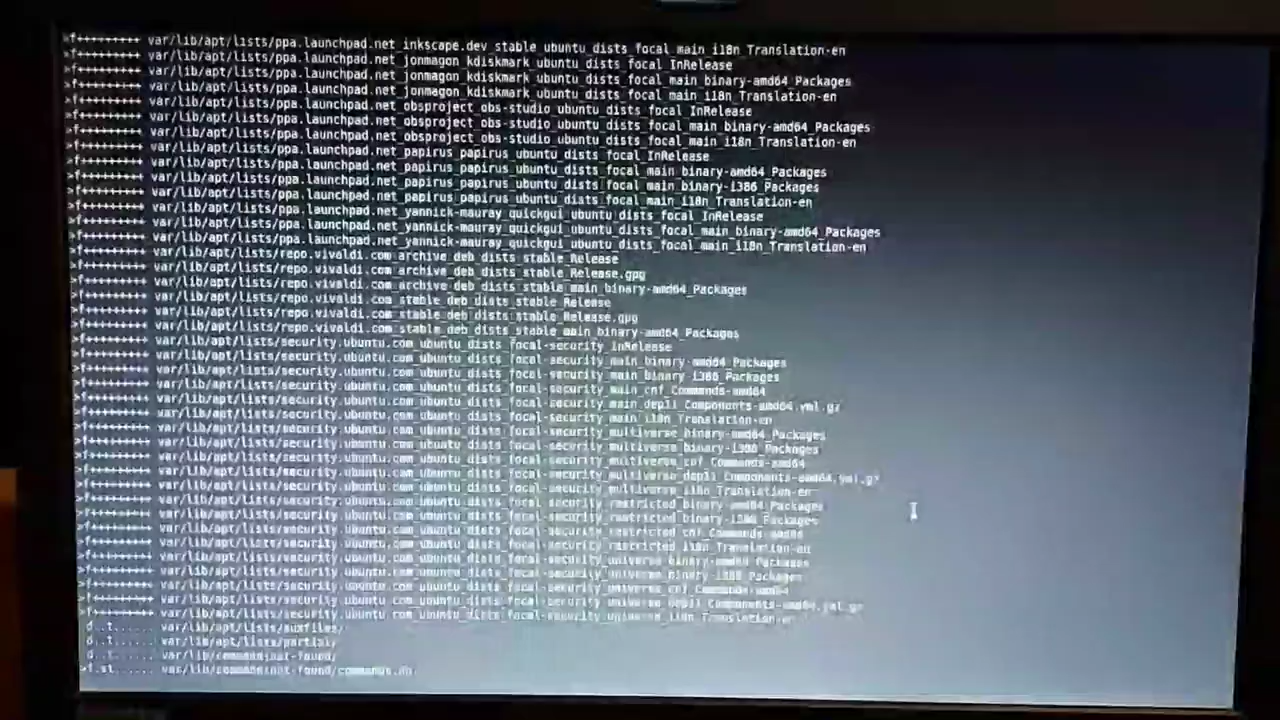 >f+++++++++ var/lib/apt/lists/ppa.launchpad.net_inkscape.dev_stable_ubuntu_dists_focal_main_i18n_Translation-en
>f+++++++++ var/lib/apt/lists/ppa.launchpad.net_jonmagon_kdiskmark_ubuntu_dists_focal_InRelease
>f+++++++++ var/lib/apt/lists/ppa.launchpad.net_jonmagon_kdiskmark_ubuntu_dists_focal_main_binary-amd64_Packages
>f+++++++++ var/lib/apt/lists/ppa.launchpad.net_jonmagon_kdiskmark_ubuntu_dists_focal_main_i18n_Translation-en
>f+++++++++ var/lib/apt/lists/ppa.launchpad.net_obsproject_obs-studio_ubuntu_dists_focal_InRelease
>f+++++++++ var/lib/apt/lists/ppa.launchpad.net_obsproject_obs-studio_ubuntu_dists_focal_main_binary-amd64_Packages
>f+++++++++ var/lib/apt/lists/ppa.launchpad.net_obsproject_obs-studio_ubuntu_dists_focal_main_i18n_Translation-en
>f+++++++++ var/lib/apt/lists/ppa.launchpad.net_papirus_papirus_ubuntu_dists_focal_InRelease
>f+++++++++ var/lib/apt/lists/ppa.launchpad.net_papirus_papirus_ubuntu_dists_focal_main_binary-amd64_Packages
>f+++++++++ var/lib/apt/lists/ppa.launchpad.net_papirus_papirus_ubuntu_dists_focal_main_binary-i386_Packages
>f+++++++++ var/lib/apt/lists/ppa.launchpad.net_papirus_papirus_ubuntu_dists_focal_main_i18n_Translation-en
>f+++++++++ var/lib/apt/lists/ppa.launchpad.net_yannick-mauray_quickgui_ubuntu_dists_focal_InRelease
>f+++++++++ var/lib/apt/lists/ppa.launchpad.net_yannick-mauray_quickgui_ubuntu_dists_focal_main_binary-amd64_Packages
>f+++++++++ var/lib/apt/lists/ppa.launchpad.net_yannick-mauray_quickgui_ubuntu_dists_focal_main_i18n_Translation-en
>f+++++++++ var/lib/apt/lists/repo.vivaldi.com_archive_deb_dists_stable_Release
>f+++++++++ var/lib/apt/lists/repo.vivaldi.com_archive_deb_dists_stable_Release.gpg
>f+++++++++ var/lib/apt/lists/repo.vivaldi.com_archive_deb_dists_stable_main_binary-amd64_Packages
>f+++++++++ var/lib/apt/lists/repo.vivaldi.com_stable_deb_dists_stable_Release
>f+++++++++ var/lib/apt/lists/repo.vivaldi.com_stable_deb_dists_stable_Release.gpg
>f+++++++++ var/lib/apt/lists/repo.vivaldi.com_stable_deb_dists_stable_main_binary-amd64_Packages
>f+++++++++ var/lib/apt/lists/security.ubuntu.com_ubuntu_dists_focal-security_InRelease
>f+++++++++ var/lib/apt/lists/security.ubuntu.com_ubuntu_dists_focal-security_main_binary-amd64_Packages
>f+++++++++ var/lib/apt/lists/security.ubuntu.com_ubuntu_dists_focal-security_main_binary-i386_Packages
>f+++++++++ var/lib/apt/lists/security.ubuntu.com_ubuntu_dists_focal-security_main_cnf_Commands-amd64
>f+++++++++ var/lib/apt/lists/security.ubuntu.com_ubuntu_dists_focal-security_main_dep11_Components-amd64.yml.gz
>f+++++++++ var/lib/apt/lists/security.ubuntu.com_ubuntu_dists_focal-security_main_i18n_Translation-en
>f+++++++++ var/lib/apt/lists/security.ubuntu.com_ubuntu_dists_focal-security_multiverse_binary-amd64_Packages
>f+++++++++ var/lib/apt/lists/security.ubuntu.com_ubuntu_dists_focal-security_multiverse_binary-i386_Packages
>f+++++++++ var/lib/apt/lists/security.ubuntu.com_ubuntu_dists_focal-security_multiverse_cnf_Commands-amd64
>f+++++++++ var/lib/apt/lists/security.ubuntu.com_ubuntu_dists_focal-security_multiverse_dep11_Components-amd64.yml.gz
>f+++++++++ var/lib/apt/lists/security.ubuntu.com_ubuntu_dists_focal-security_multiverse_i18n_Translation-en
>f+++++++++ var/lib/apt/lists/security.ubuntu.com_ubuntu_dists_focal-security_restricted_binary-amd64_Packages
>f+++++++++ var/lib/apt/lists/security.ubuntu.com_ubuntu_dists_focal-security_restricted_binary-i386_Packages
>f+++++++++ var/lib/apt/lists/security.ubuntu.com_ubuntu_dists_focal-security_restricted_cnf_Commands-amd64
>f+++++++++ var/lib/apt/lists/security.ubuntu.com_ubuntu_dists_focal-security_restricted_i18n_Translation-en
>f+++++++++ var/lib/apt/lists/security.ubuntu.com_ubuntu_dists_focal-security_universe_binary-amd64_Packages
>f+++++++++ var/lib/apt/lists/security.ubuntu.com_ubuntu_dists_focal-security_universe_binary-i386_Packages
>f+++++++++ var/lib/apt/lists/security.ubuntu.com_ubuntu_dists_focal-security_universe_cnf_Commands-amd64
>f+++++++++ var/lib/apt/lists/security.ubuntu.com_ubuntu_dists_focal-security_universe_dep11_Components-amd64.yml.gz
>f+++++++++ var/lib/apt/lists/security.ubuntu.com_ubuntu_dists_focal-security_universe_i18n_Translation-en
.d..t...... var/lib/apt/lists/auxfiles/
.d..t...... var/lib/apt/lists/partial/
.d..t...... var/lib/command-not-found/
>f.st...... var/lib/command-not-found/commands.db